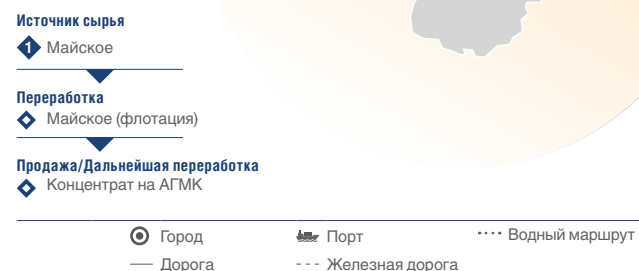 Источник сырья
1 Майское
Переработка
Майское (флотация)
Продажа/Дальнейшая переработка
Концентрат на АГМК
Город Порт Водный маршрут
Дорога Железная дорога